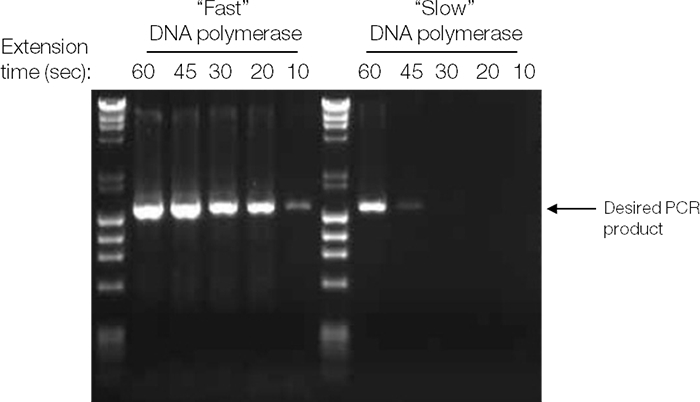 “Fast”
DNA polymerase
“Slow”
DNA polymerase
Extension
time (sec):
60 45 30 20 10
60 45 30 20 10
Desired PCR
product